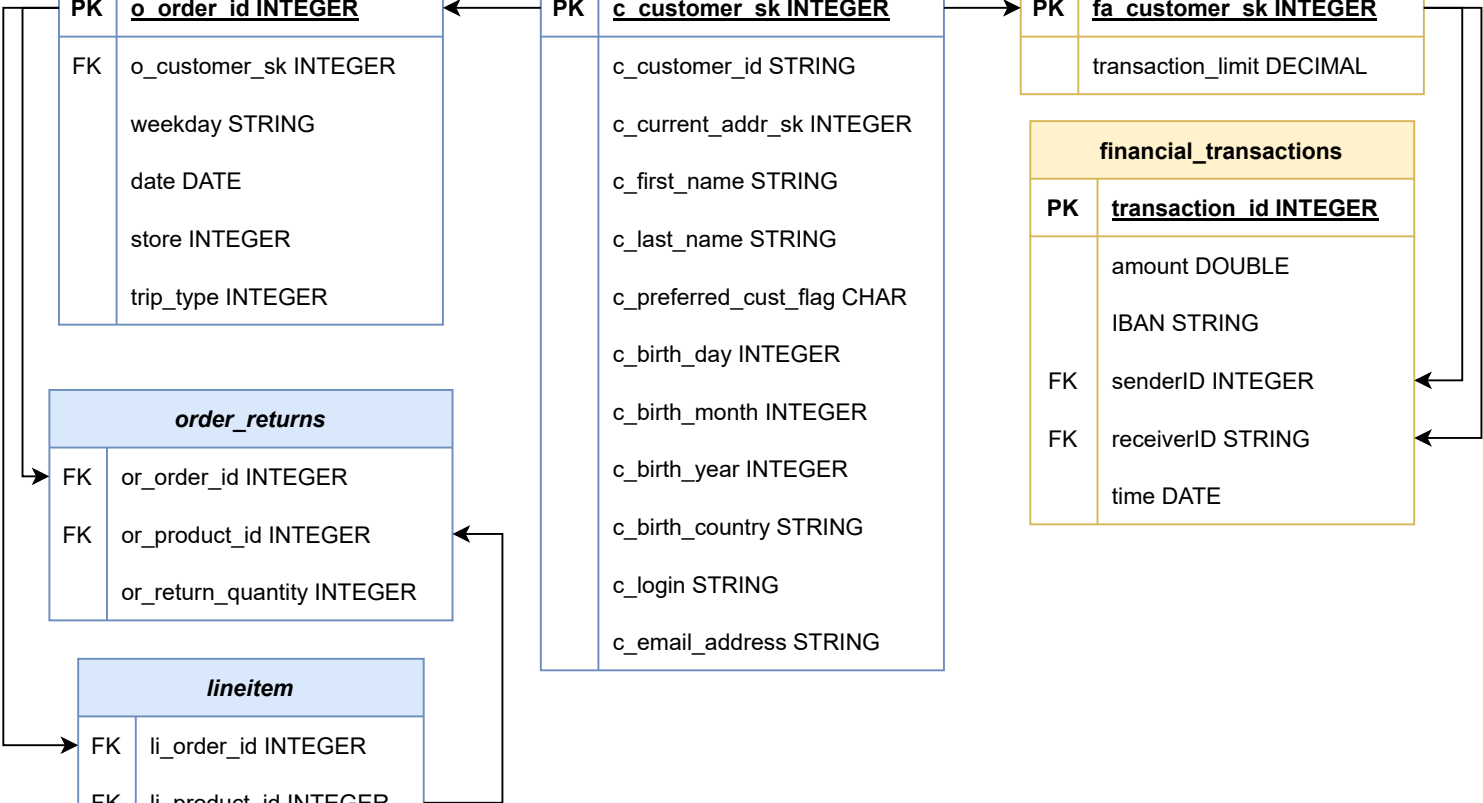 PK o_order_id INTEGER
FK o_customer_sk INTEGER
weekday STRING
date DATE
store INTEGER
trip_type INTEGER
order_returns
FK or_order_id INTEGER
FK or_product_id INTEGER
or_return_quantity INTEGER
lineitem
FK li_order_id INTEGER
FK li_product_id INTEGER
PK c_customer_sk INTEGER
c_customer_id STRING
c_current_addr_sk INTEGER
c_first_name STRING
c_last_name STRING
c_preferred_cust_flag CHAR
c_birth_day INTEGER
c_birth_month INTEGER
c_birth_year INTEGER
c_birth_country STRING
c_login STRING
c_email_address STRING
PK fa_customer_sk INTEGER
transaction_limit DECIMAL
financial_transactions
PK transaction_id INTEGER
amount DOUBLE
IBAN STRING
FK senderID INTEGER
FK receiverID STRING
time DATE